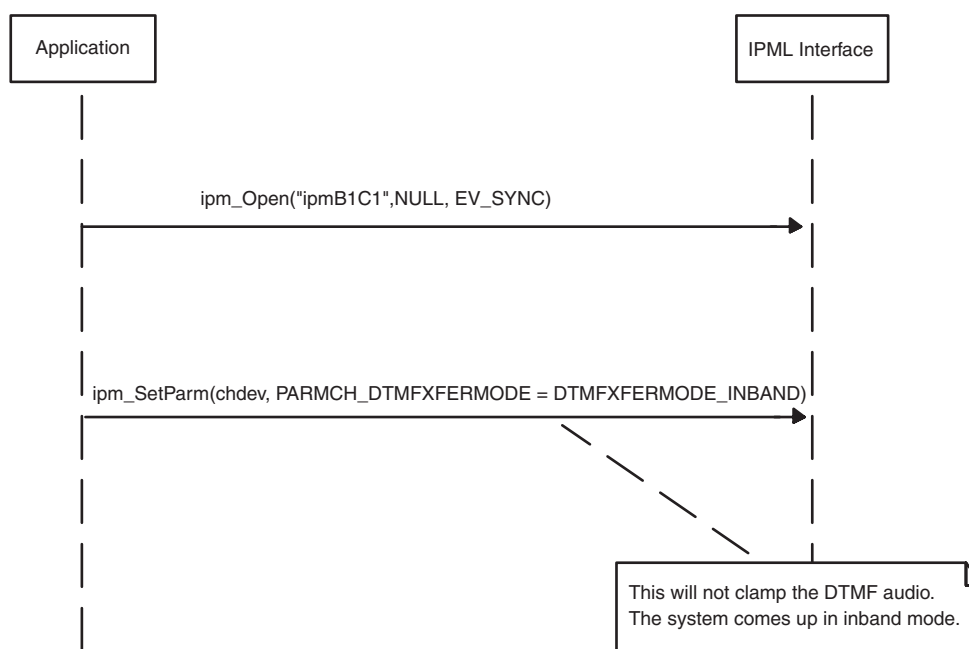 Application
IPML Interface
ipm_Open("ipmB1C1",NULL, EV_SYNC)
ipm_SetParm(chdev, PARMCH_DTMFXFERMODE = DTMFXFERMODE_INBAND)
This will not clamp the DTMF audio.
The system comes up in inband mode.